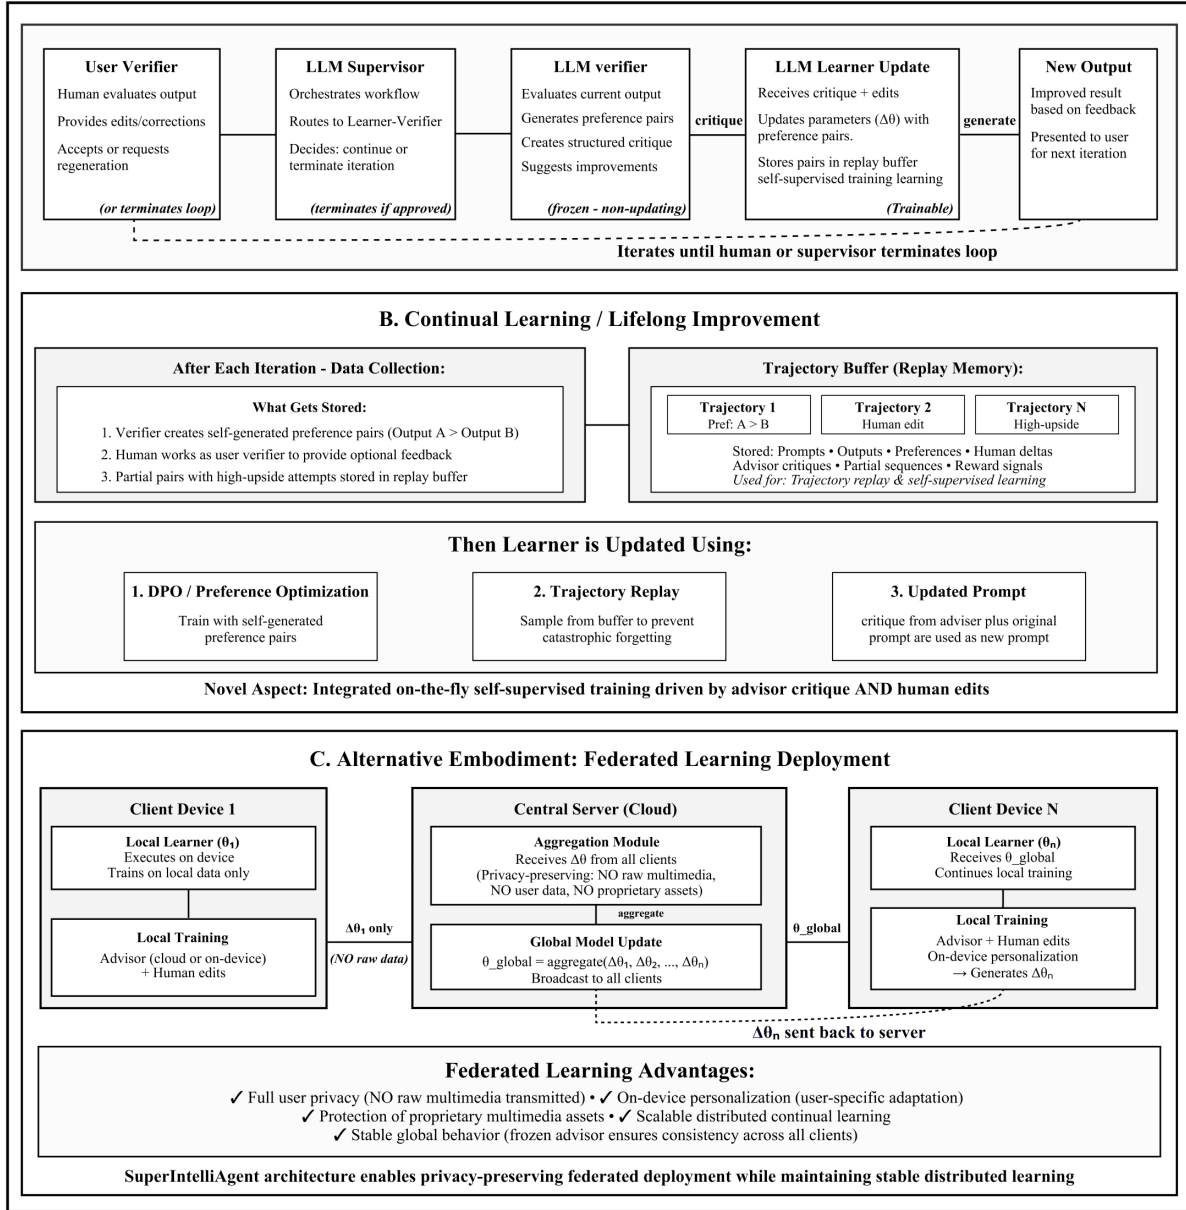 User Verifier
Human evaluates output
Provides edits/corrections
Accepts or requests
regeneration
(or terminates loop)
LLM Supervisor
Orchestrates workflow
Routes to Learner-Verifier
Decides: continue or
terminate iteration
(terminates if approved)
LLM verifier
Evaluates current output
Generates preference pairs
Creates structured critique
Suggests improvements
(frozen - non-updating)
critique
LLM Learner Update
Receives critique + edits
Updates parameters (Δθ) with
preference pairs.
Stores pairs in replay buffer
self-supervised training learning
(Trainable)
generate
New Output
Improved result
based on feedback
Presented to user
for next iteration
Iterates until human or supervisor terminates loop
B. Continual Learning / Lifelong Improvement
After Each Iteration - Data Collection:
What Gets Stored:
1. Verifier creates self-generated preference pairs (Output A > Output B)
2. Human works as user verifier to provide optional feedback
3. Partial pairs with high-upside attempts stored in replay buffer
Trajectory Buffer (Replay Memory):
Trajectory 1
Pref: A > B
Trajectory 2
Human edit
Trajectory N
High-upside
Stored: Prompts • Outputs • Preferences • Human deltas
Advisor critiques • Partial sequences • Reward signals
Used for: Trajectory replay & self-supervised learning
Then Learner is Updated Using:
1. DPO / Preference Optimization
Train with self-generated
preference pairs
2. Trajectory Replay
Sample from buffer to prevent
catastrophic forgetting
3. Updated Prompt
critique from adviser plus original
prompt are used as new prompt
Novel Aspect: Integrated on-the-fly self-supervised training driven by advisor critique AND human edits
C. Alternative Embodiment: Federated Learning Deployment
Client Device 1
Local Learner (θ₁)
Executes on device
Trains on local data only
Local Training
Advisor (cloud or on-device)
+ Human edits
Δθ₁ only
(NO raw data)
Central Server (Cloud)
Aggregation Module
Receives Δθ from all clients
(Privacy-preserving: NO raw multimedia,
NO user data, NO proprietary assets)
aggregate
Global Model Update
θ_global = aggregate(Δθ₁, Δθ₂, ..., Δθₙ)
Broadcast to all clients
θ_global
Client Device N
Local Learner (θₙ)
Receives θ_global
Continues local training
Local Training
Advisor + Human edits
On-device personalization
→ Generates Δθₙ
Δθₙ sent back to server
Federated Learning Advantages:
✓ Full user privacy (NO raw multimedia transmitted) • ✓ On-device personalization (user-specific adaptation)
✓ Protection of proprietary multimedia assets • ✓ Scalable distributed continual learning
✓ Stable global behavior (frozen advisor ensures consistency across all clients)
SuperIntelliAgent architecture enables privacy-preserving federated deployment while maintaining stable distributed learning